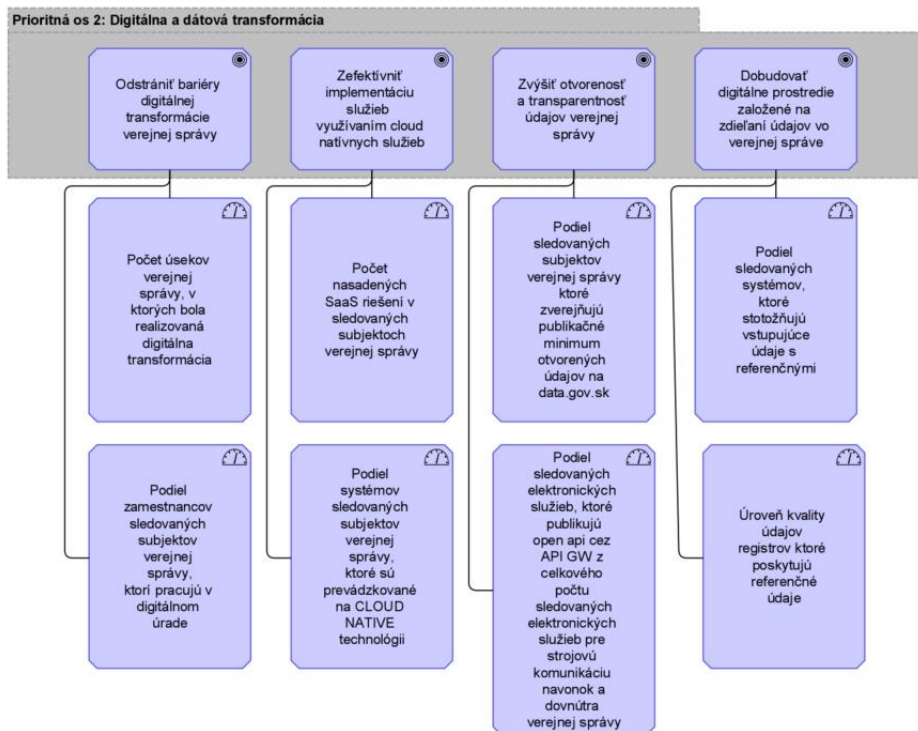 Prioritná os 2: Digitálna a dátová transformácia
Odstrániť bariéry
digitálnej
transformácie
verejnej správy
Zefektívniť
implementáciu
služieb
využívaním cloud
natívnych služieb
Zvýšiť otvorenosť
a transparentnosť
údajov verejnej
správy
Dobudovať
digitálne prostredie
založené na
zdieľaní údajov vo
verejnej správe
Počet úsekov
verejnej
správy, v
ktorých bola
realizovaná
digitálna
transformácia
Počet
nasadených
SaaS riešení v
sledovaných
subjektoch
verejnej správy
Podiel
sledovaných
subjektov
verejnej správy
ktoré
zverejňujú
publikačné
minimum
otvorených
údajov na
data.gov.sk
Podiel
sledovaných
systémov,
ktoré
stotožňujú
vstupujúce
údaje s
referenčnými
Podiel
zamestnancov
sledovaných
subjektov
verejnej
správy,
ktorí pracujú v
digitálnom
úrade
Podiel
systémov
sledovaných
subjektov
verejnej
správy,
ktoré sú
prevádzkované
na CLOUD
NATIVE
technológii
Podiel
sledovaných
elektronických
služieb, ktoré
publikujú
open api cez
API GW z
celkového
počtu
sledovaných
elektronických
služieb pre
strojovú
komunikáciu
navonok a
dovnútra
verejnej správy
Úroveň kvality
údajov
registrov ktoré
poskytujú
referenčné
údaje